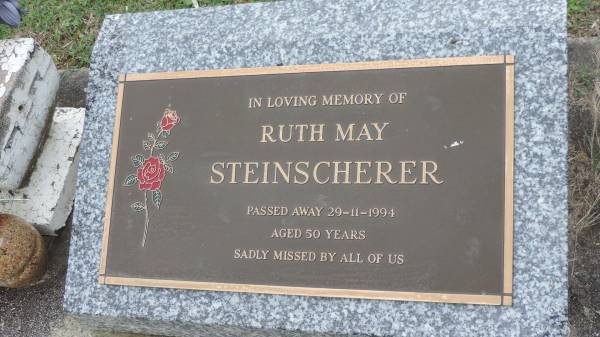 IN LOVING MEMORY OF
RUTH MAY
STEINSCHERER
PASSED AWAY 29-11-1994
AGED 50 YEARS
SADLY MISSED BY ALL OF US